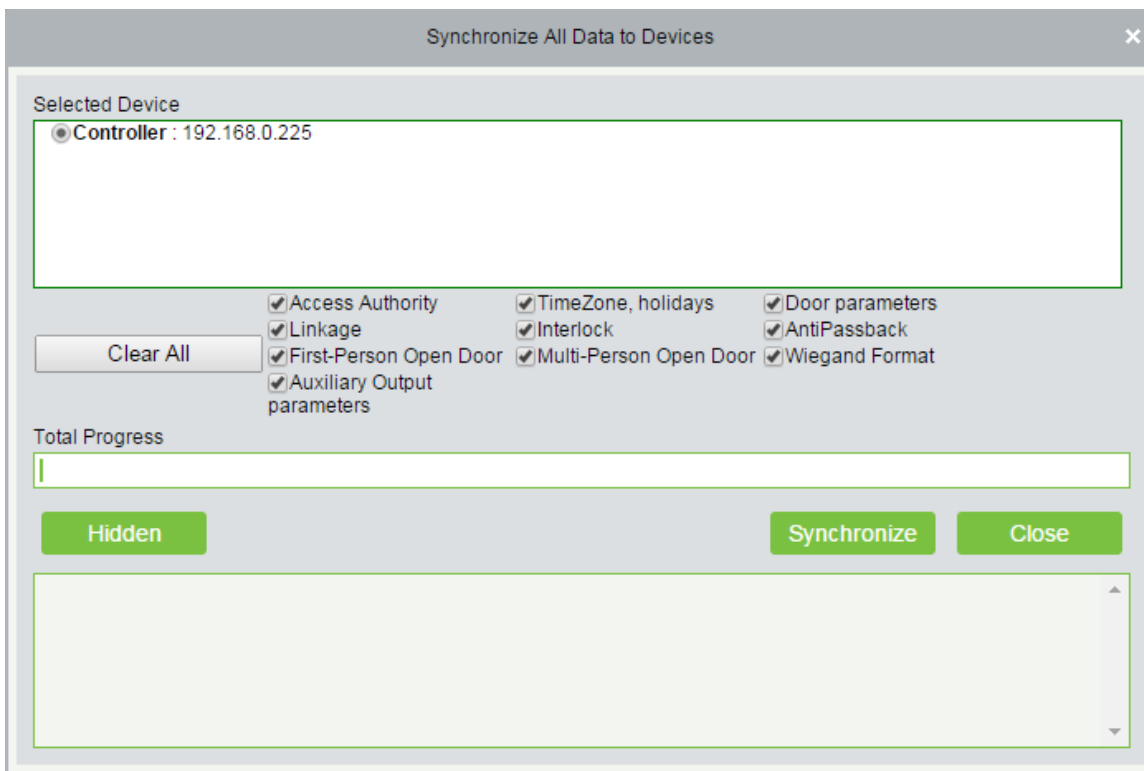 Synchronize All Data to Devices
Selected Device
Controller : 192.168.0.225
Access Authority TimeZone, holidays Door parameters
Linkage Interlock AntiPassback
Clear All
First-Person Open Door Multi-Person Open Door Wiegand Format
Auxiliary Output
parameters
Total Progress
Hidden Synchronize Close